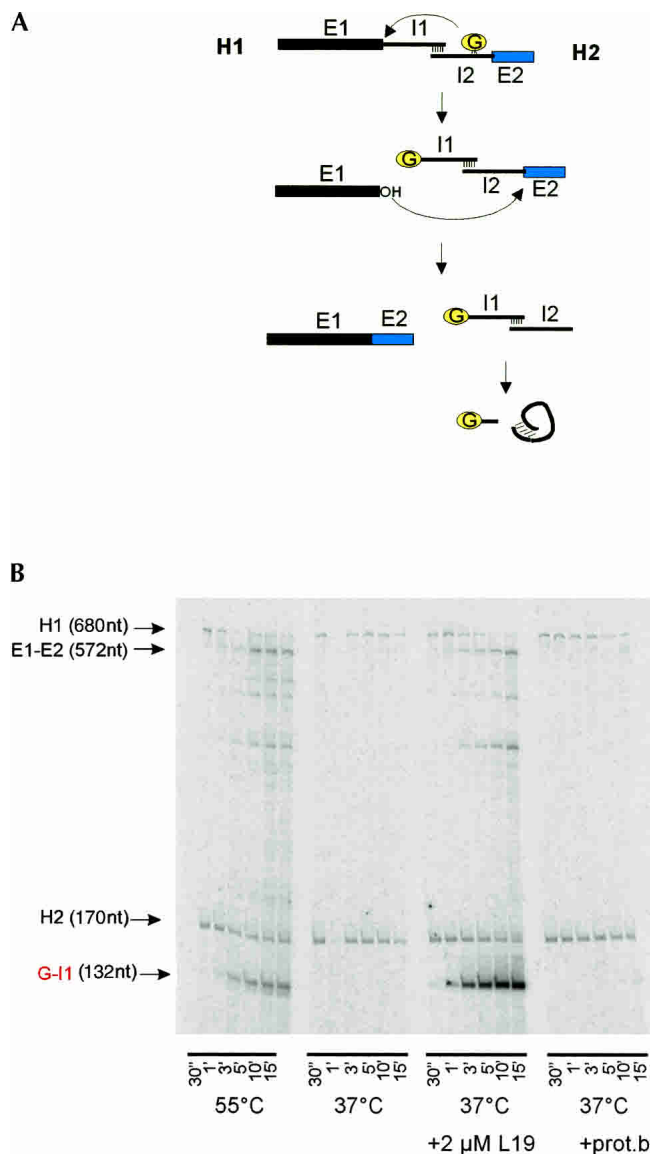 A
E1 I1 G
H1 I2 E2 H2
I1
G
E1 OH E2
E1 E2 G I1 I2
G
B
H1 (680nt)
E1-E2 (572nt)
H2 (170nt)
G-I1 (132nt)
30" 1' 3' 5' 10' 15' 30" 1' 3' 5' 10' 15' 30" 1' 3' 5' 10' 15' 30" 1' 3' 5' 10' 15'
55°C 37°C 37°C 37°C
+2 µM L19 +prot.b